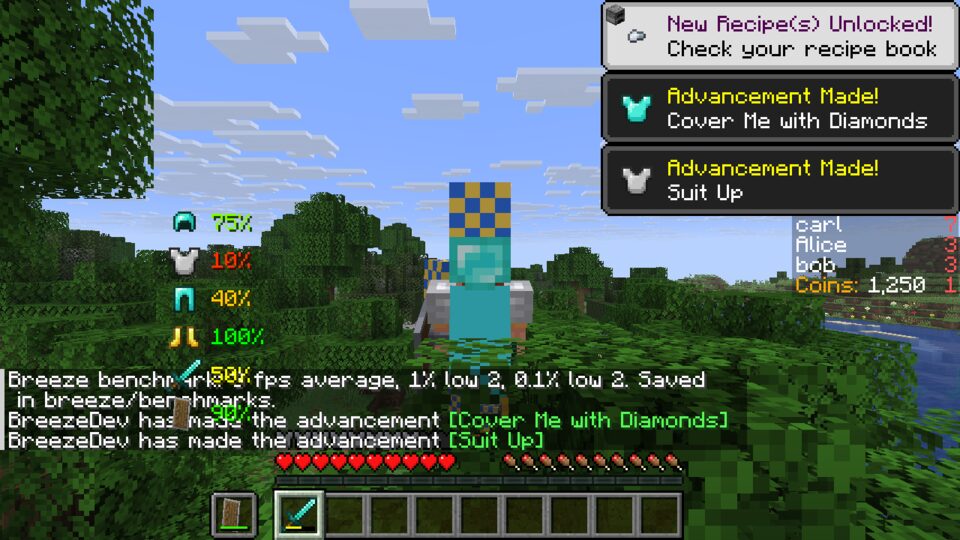 New Recipe(s) Unlocked!
Check your recipe book
Advancement Made!
Cover Me with Diamonds
Advancement Made!
Suit Up
carl 7
Alice 3
bob 3
Coins: 1,250 1
75%
10%
40%
100%
50%
90%
Breeze benchmark: fps average, 1% low 2, 0.1% low 2. Saved
in breeze/benchmarks.
BreezeDev has made the advancement [Cover Me with Diamonds]
BreezeDev has made the advancement [Suit Up]